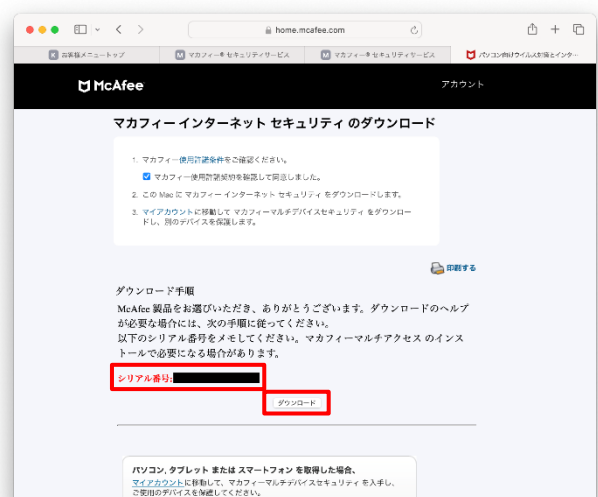 home.mcafee.com
お客様メニュートップ
マカフィー® セキュリティサービス
マカフィー® セキュリティサービス
パソコン向けウイルス対策とインタ…
McAfee
アカウント
マカフィー インターネット セキュリティ のダウンロード
1. マカフィー使用許諾条件をご確認ください。
マカフィー使用許諾契約を確認して同意しました。
2. この Mac に マカフィー インターネット セキュリティ をダウンロードします。
3. マイアカウントに移動して マカフィーマルチデバイスセキュリティ をダウンロー
ドし、別のデバイスを保護します。
印刷する
ダウンロード手順
McAfee 製品をお選びいただき、ありがとうございます。ダウンロードのヘルプ
が必要な場合には、次の手順に従ってください。
以下のシリアル番号をメモしてください。マカフィーマルチアクセス のインス
トールで必要になる場合があります。
シリアル番号:
ダウンロード
パソコン, タブレット または スマートフォン を取得した場合、
マイアカウントに移動して、マカフィーマルチデバイスセキュリティ を入手し、
ご使用のデバイスを保護してください。